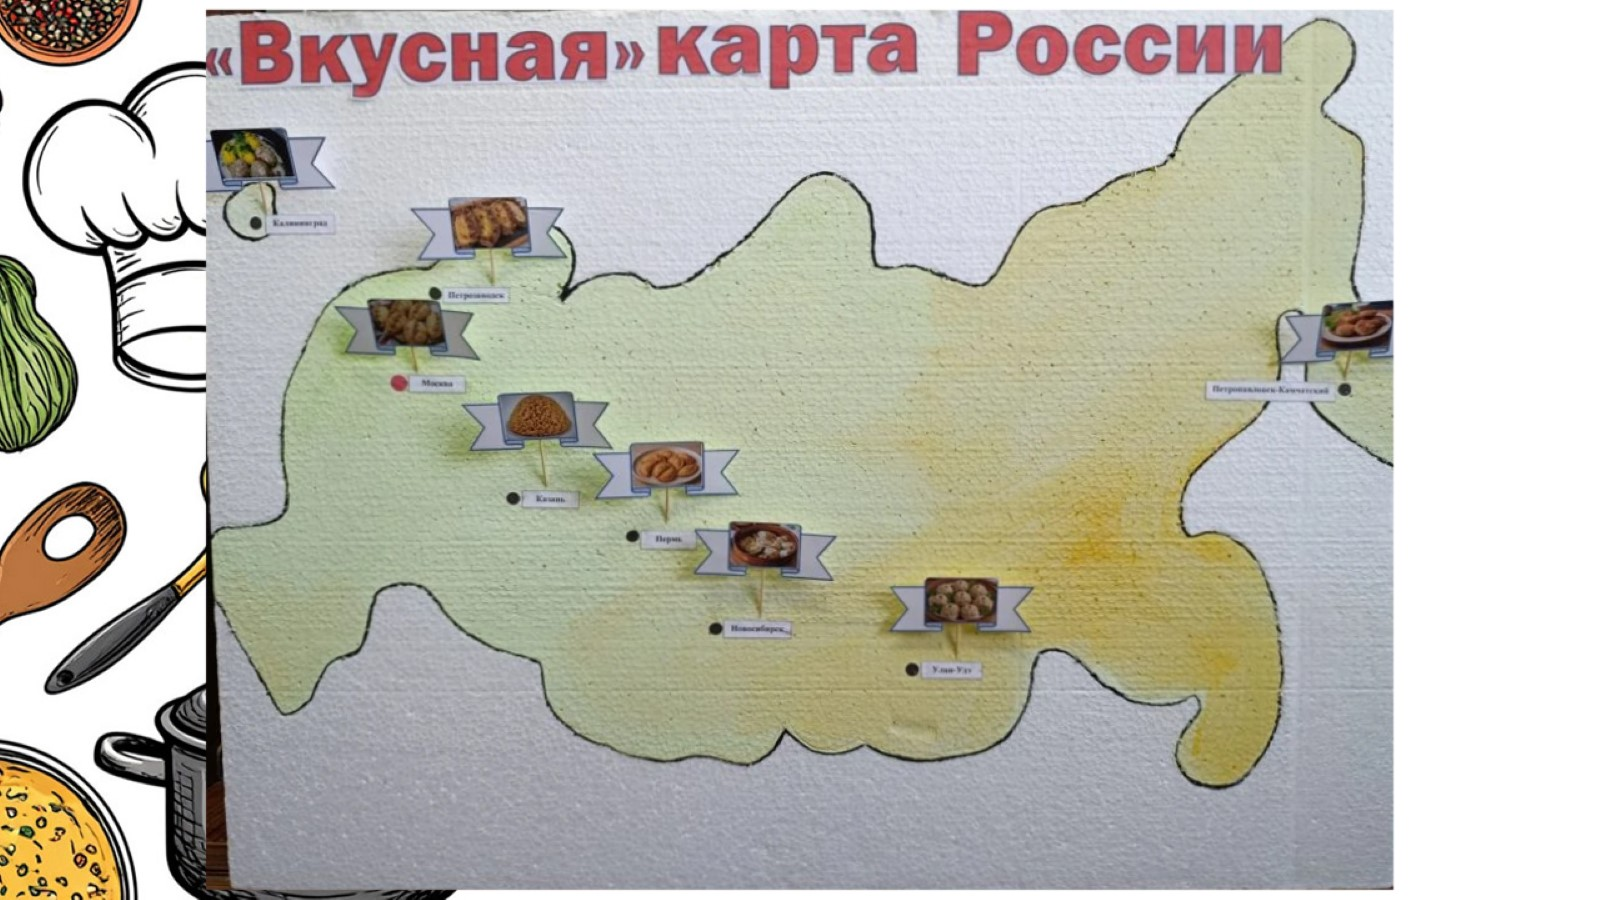 «Вкусная» карта России
Калининград
Петрозаводск
Москва
Казань
Пермь
Новосибирск
Улан-Удэ
Петропавловск-Камчатский